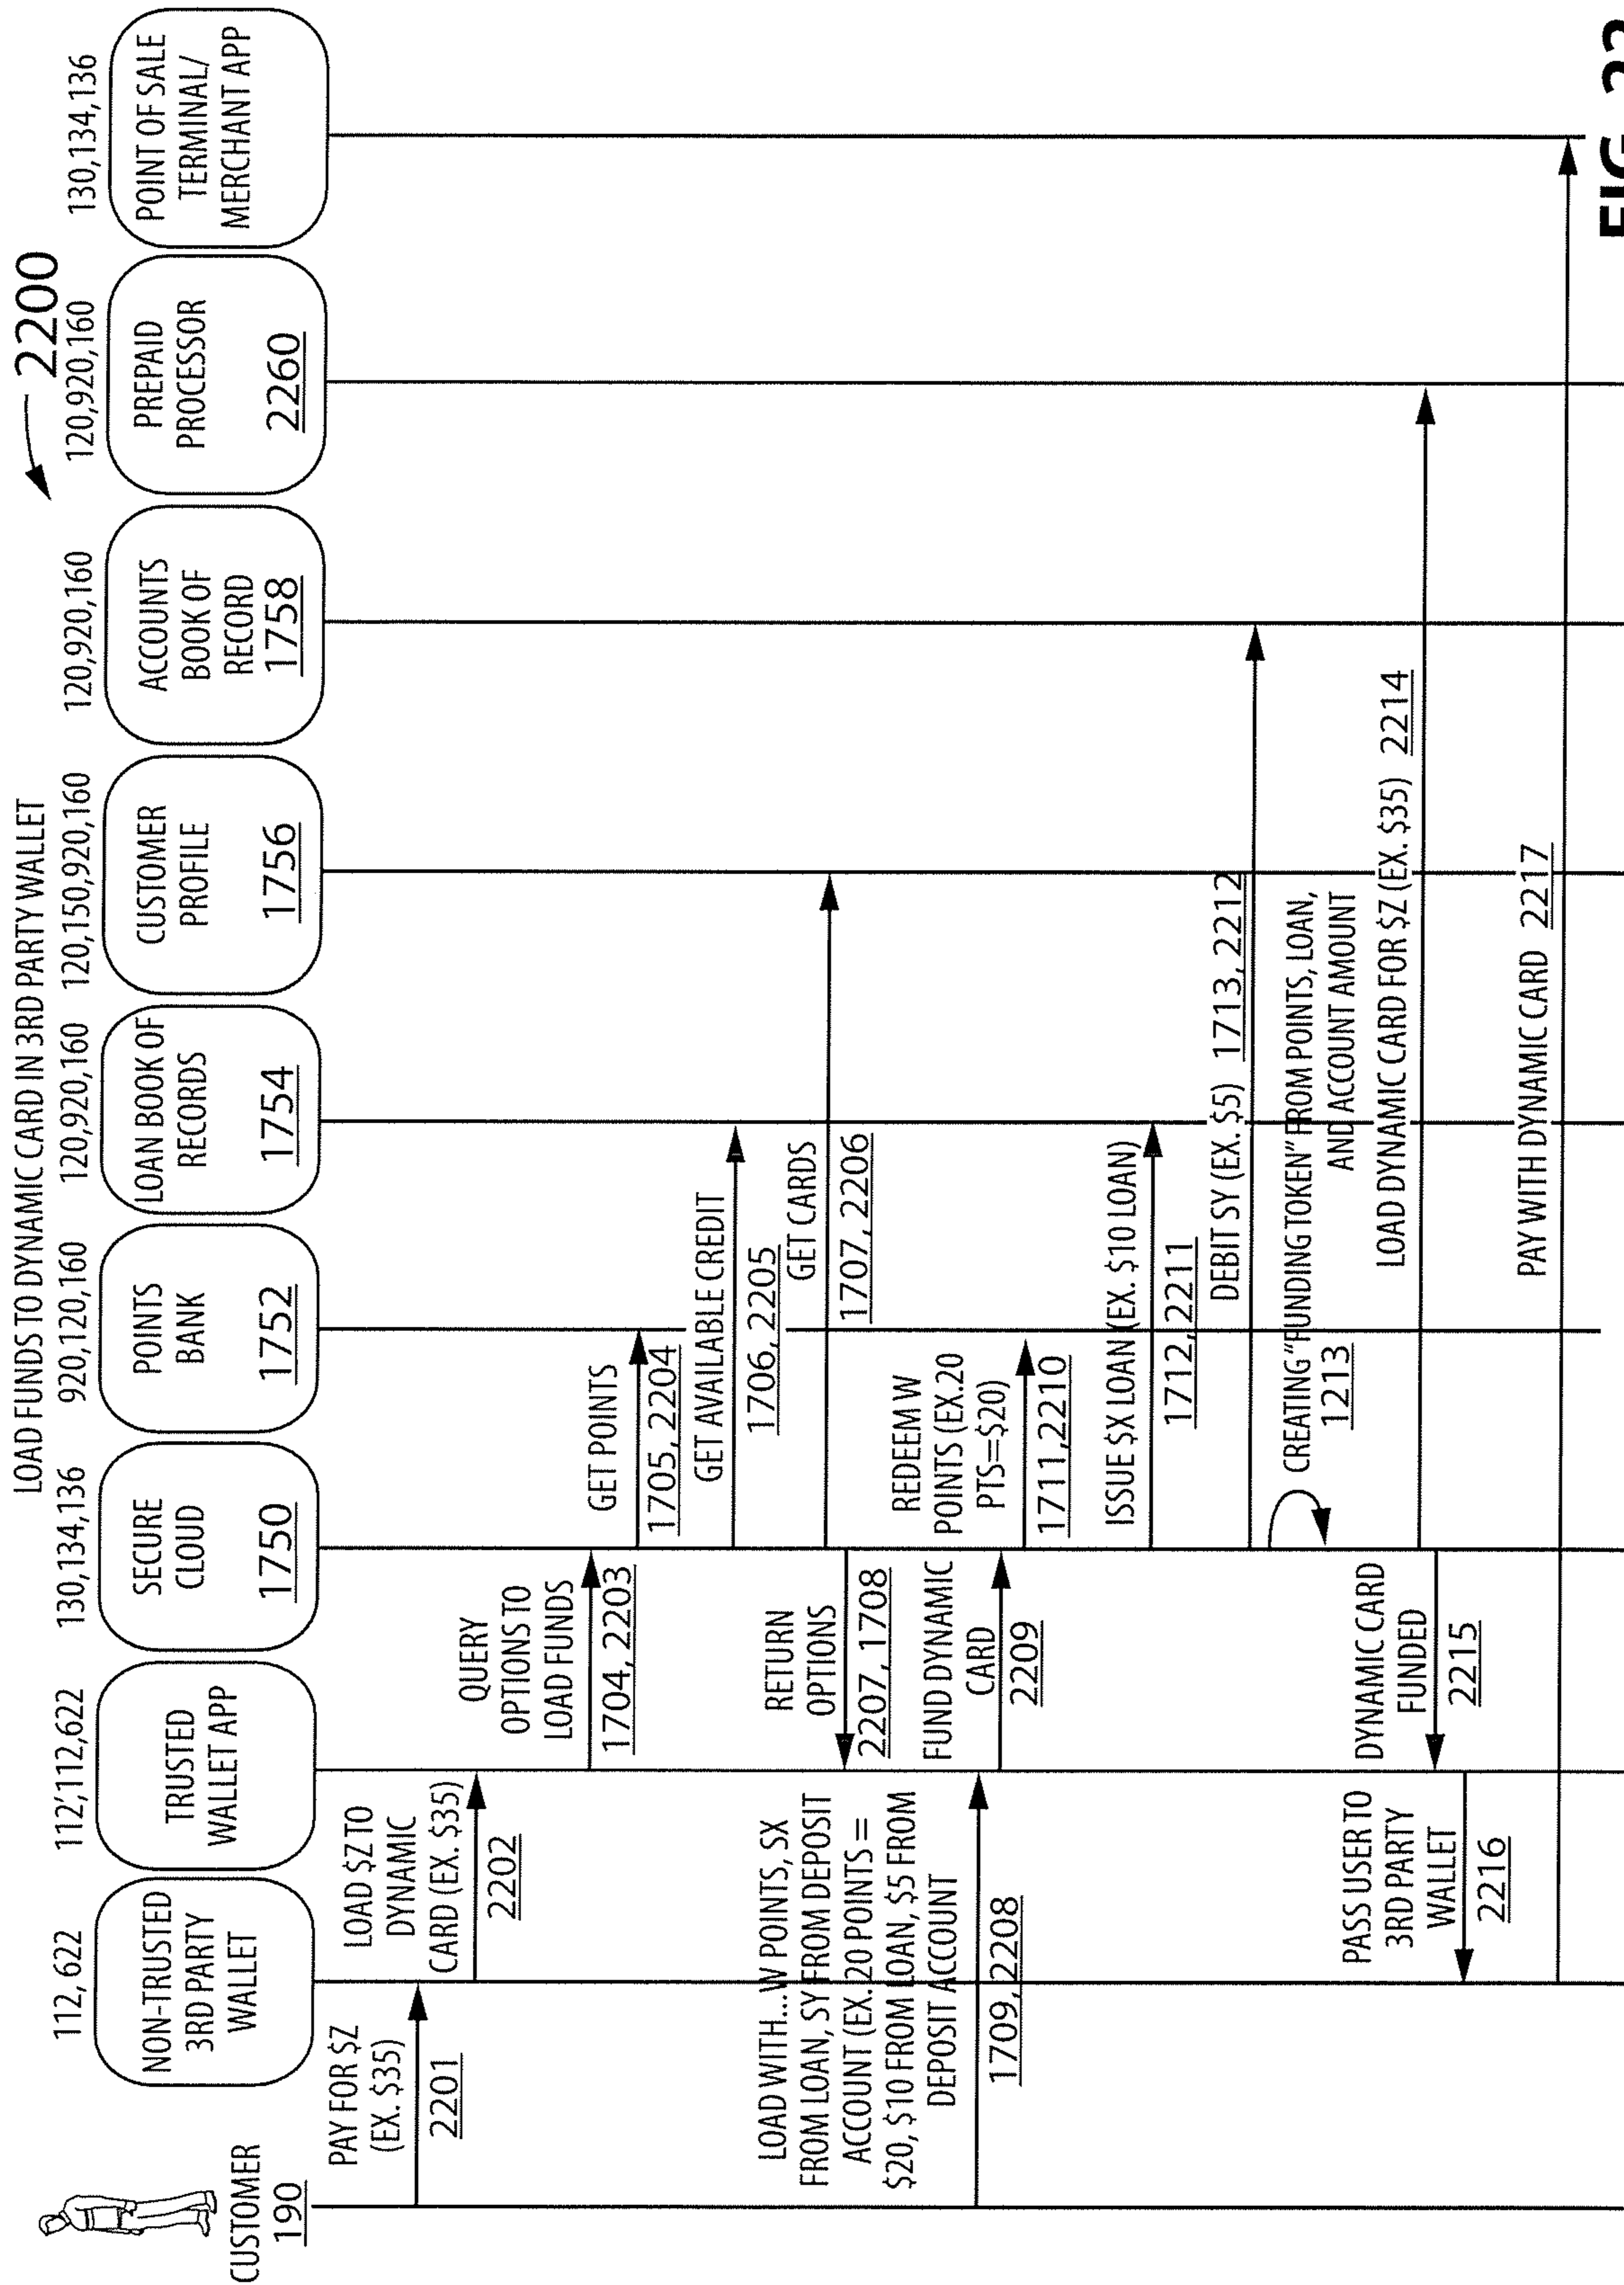 LOAD FUNDS TO DYNAMIC CARD IN 3RD PARTY WALLET
2200
CUSTOMER
190
112, 622
NON-TRUSTED
3RD PARTY
WALLET
112',112,622
TRUSTED
WALLET APP
130,134,136
SECURE
CLOUD
1750
920,120,160
POINTS
BANK
1752
120,920,160
LOAN BOOK OF
RECORDS
1754
120,150,920,160
CUSTOMER
PROFILE
1756
120,920,160
ACCOUNTS
BOOK OF
RECORD
1758
120,920,160
PREPAID
PROCESSOR
2260
130,134,136
POINT OF SALE
TERMINAL/
MERCHANT APP
PAY FOR $Z
(EX. $35)
2201
LOAD $Z TO
DYNAMIC
CARD (EX. $35)
2202
QUERY
OPTIONS TO
LOAD FUNDS
1704, 2203
GET POINTS
1705, 2204
GET AVAILABLE CREDIT
1706, 2205
GET CARDS
1707, 2206
RETURN
OPTIONS
2207, 1708
LOAD WITH...W POINTS, SX
FROM LOAN, SY FROM DEPOSIT
ACCOUNT (EX. 20 POINTS =
$20, $10 FROM LOAN, $5 FROM
DEPOSIT ACCOUNT
1709, 2208
FUND DYNAMIC
CARD
2209
REDEEM W
POINTS (EX.20
PTS=$20)
1711,2210
ISSUE $X LOAN (EX. $10 LOAN)
1712, 2211
DEBIT SY (EX. $5) 1713, 2212
CREATING "FUNDING TOKEN" FROM POINTS, LOAN,
1213 AND ACCOUNT AMOUNT
LOAD DYNAMIC CARD FOR $Z (EX. $35) 2214
DYNAMIC CARD
FUNDED
2215
PASS USER TO
3RD PARTY
WALLET
2216
PAY WITH DYNAMIC CARD 2217
FIG. 22